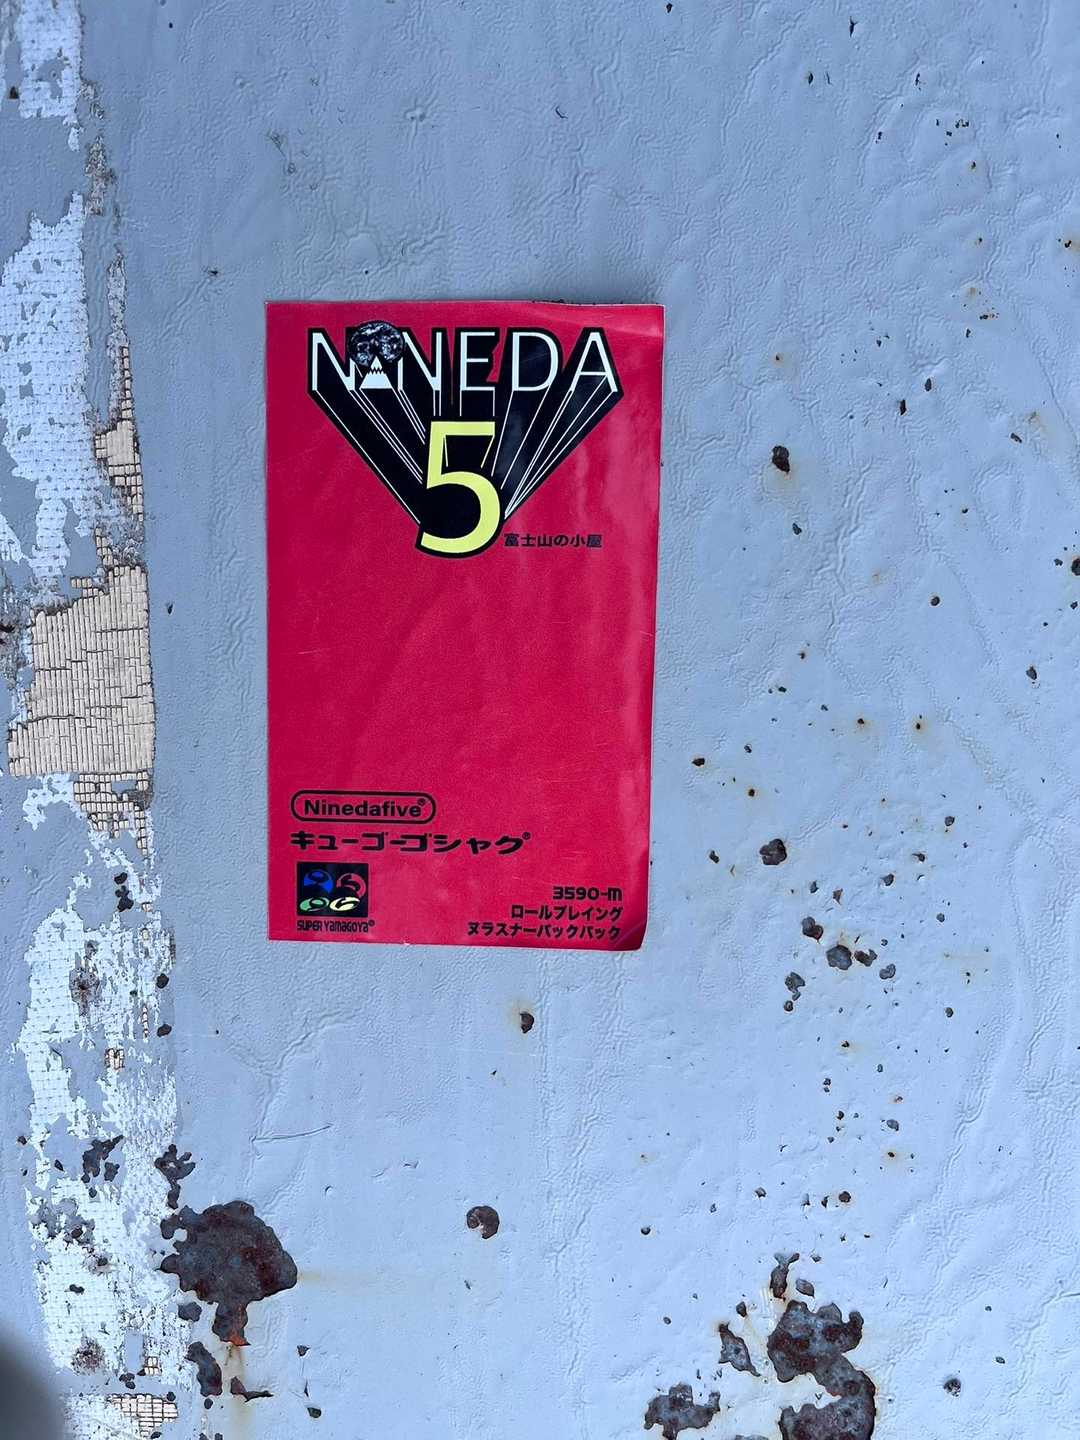 NINEDA
5
富士山の小屋
Ninedafive®
キューゴーゴシャク®
SUPER YAMAGOYA®
3590-m
ロールプレイング
ヌラスナーバックパック